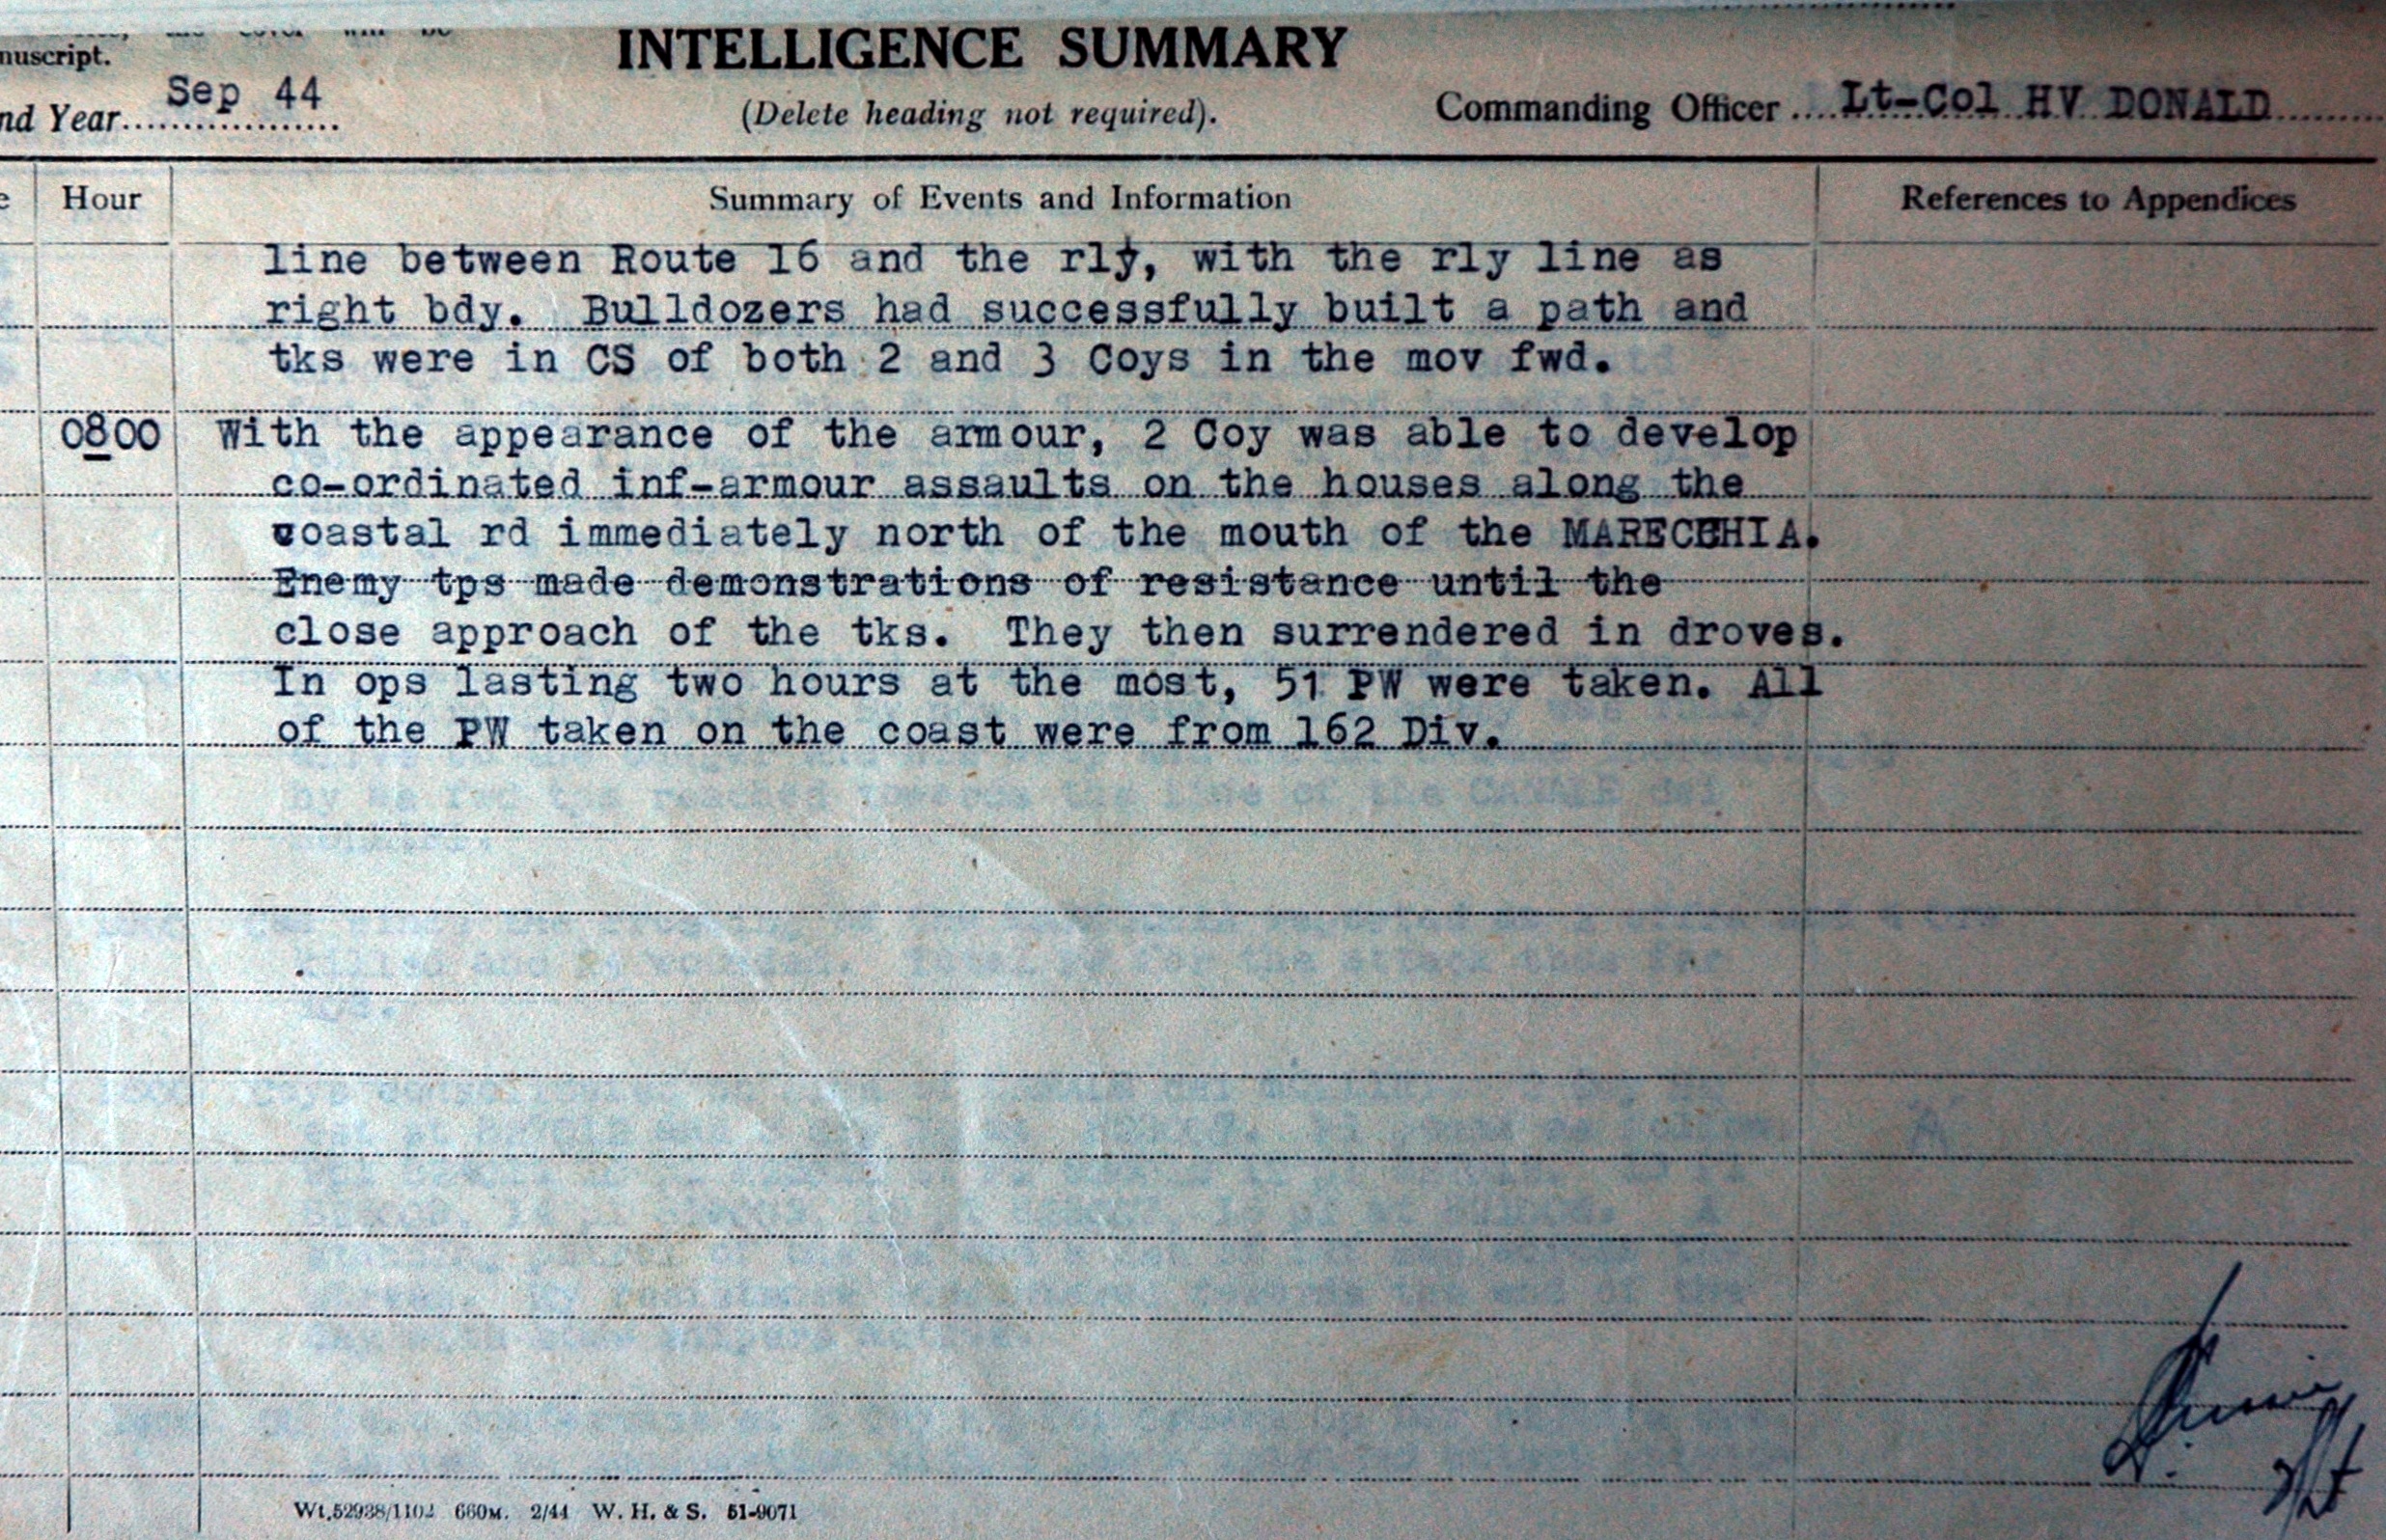 nuscript.
INTELLIGENCE SUMMARY
nd Year Sep 44
(Delete heading not required).
Commanding Officer Lt-Col HV DONALD
Hour
Summary of Events and Information
References to Appendices
line between Route 16 and the rly, with the rly line as
right bdy. Bulldozers had successfully built a path and
tks were in CS of both 2 and 3 Coys in the mov fwd.
0800 With the appearance of the armour, 2 Coy was able to develop
co-ordinated inf-armour assaults on the houses along the
coastal rd immediately north of the mouth of the MARECCHIA.
Enemy tps made demonstrations of resistance until the
close approach of the tks. They then surrendered in droves.
In ops lasting two hours at the most, 51 PW were taken. All
of the PW taken on the coast were from 162 Div.
Wt.52938/1102 660M. 2/44 W. H. & S. 51-9071